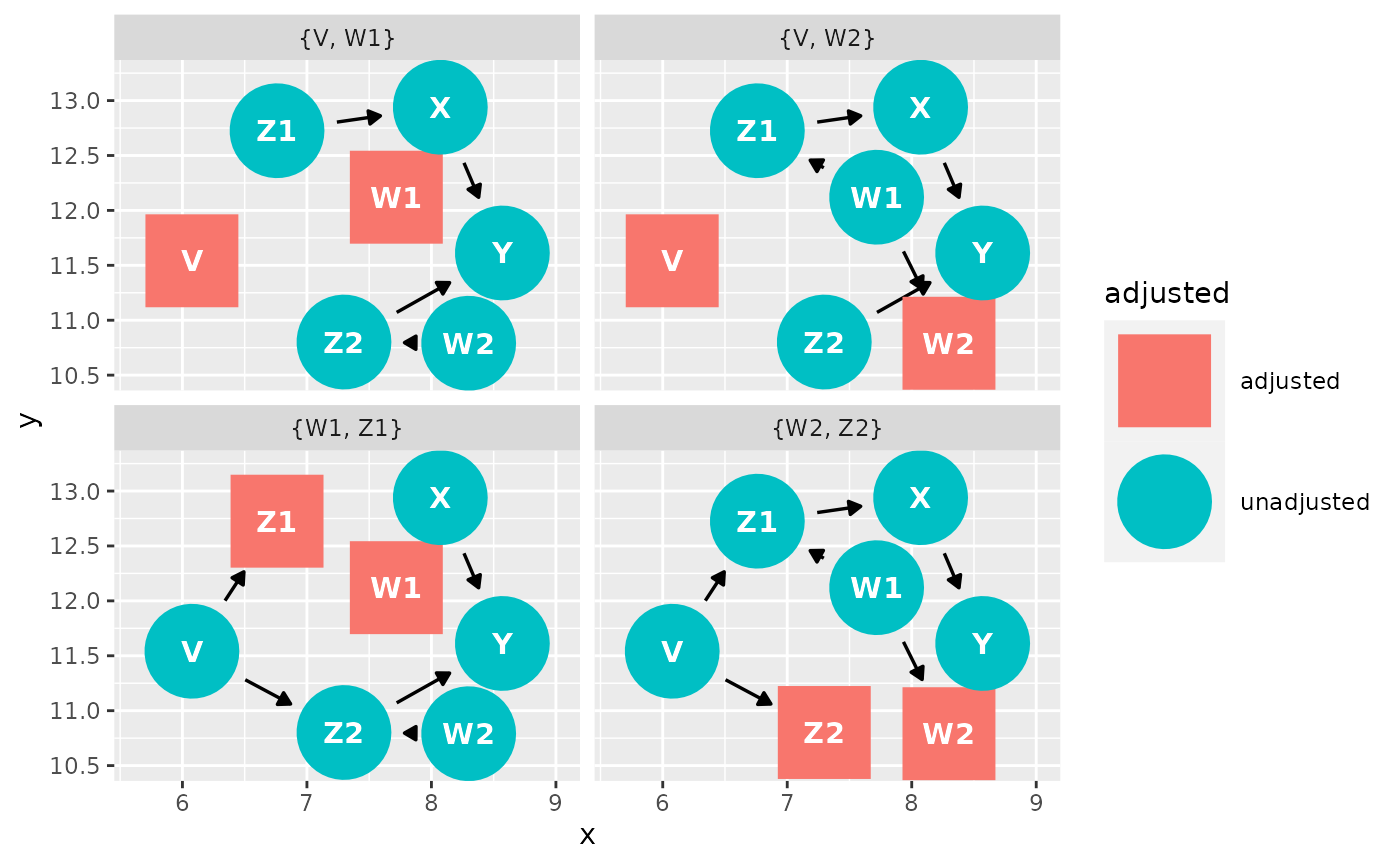 {V, W1}
{V, W2}
13.0
12.5
12.0
11.5
11.0
10.5
Z1
X
W1
V
Y
Z2
W2
Z1
X
W1
V
Y
Z2
W2
y
{W1, Z1}
{W2, Z2}
13.0
12.5
12.0
11.5
11.0
10.5
X
Z1
W1
Y
V
Z2
W2
X
Z1
W1
Y
V
Z2
W2
6
7
8
9
6
7
8
9
x
adjusted
adjusted
unadjusted